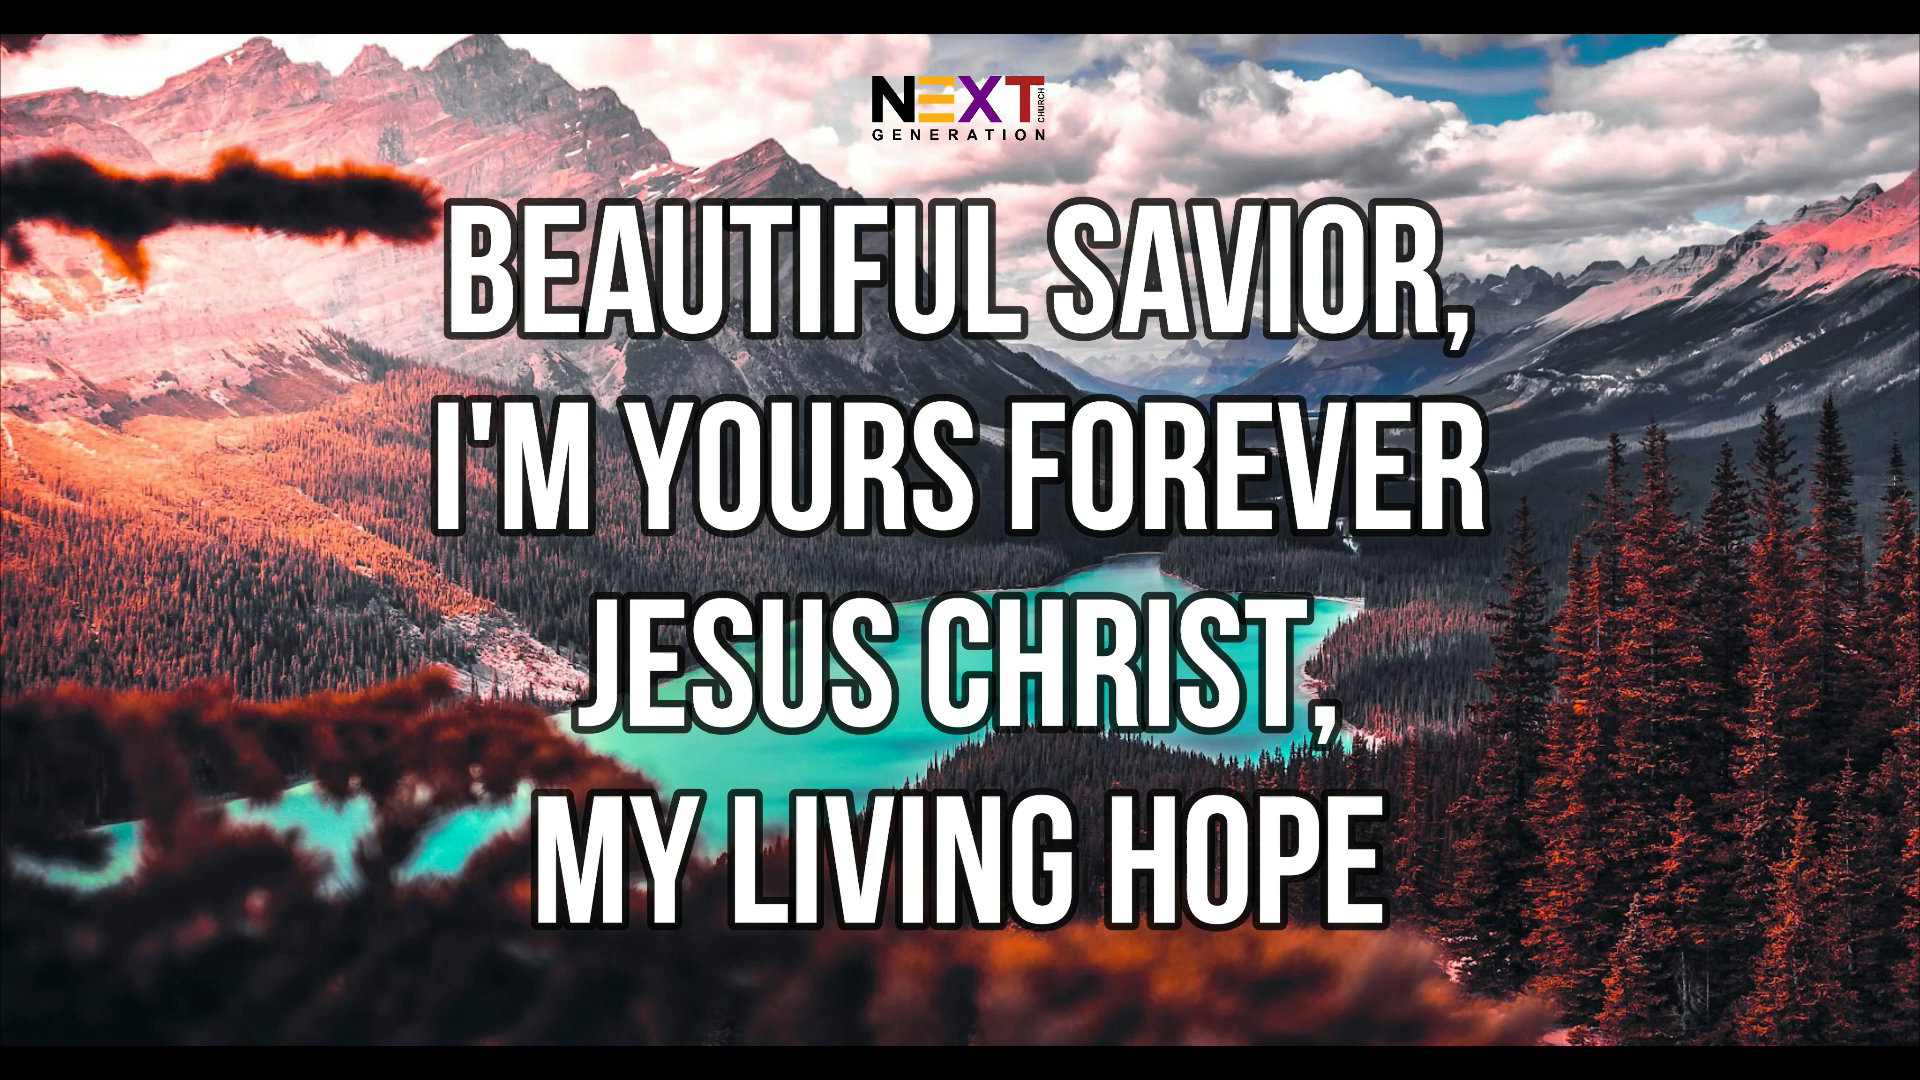 NEXT CHURCH
GENERATION
BEAUTIFUL SAVIOR,
I'M YOURS FOREVER
JESUS CHRIST,
MY LIVING HOPE